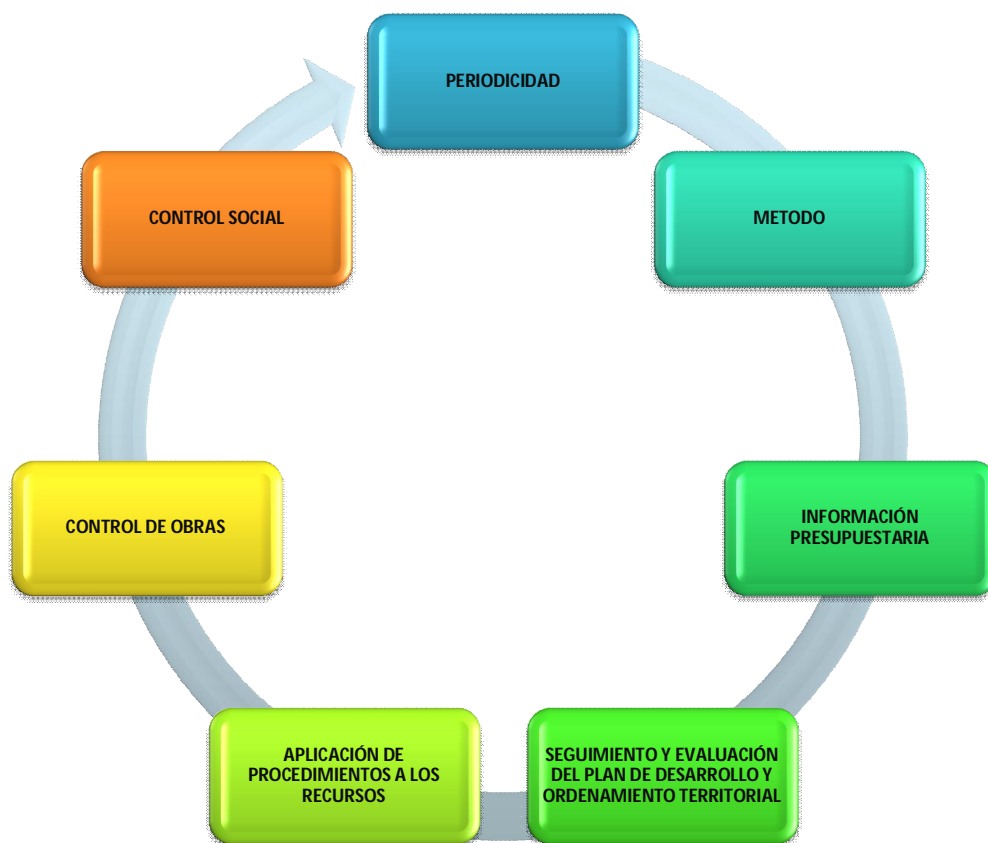 PERIODICIDAD
METODO
INFORMACIÓN
PRESUPUESTARIA
SEGUIMIENTO Y EVALUACIÓN
DEL PLAN DE DESARROLLO Y
ORDENAMIENTO TERRITORIAL
APLICACIÓN DE
PROCEDIMIENTOS A LOS
RECURSOS
CONTROL DE OBRAS
CONTROL SOCIAL